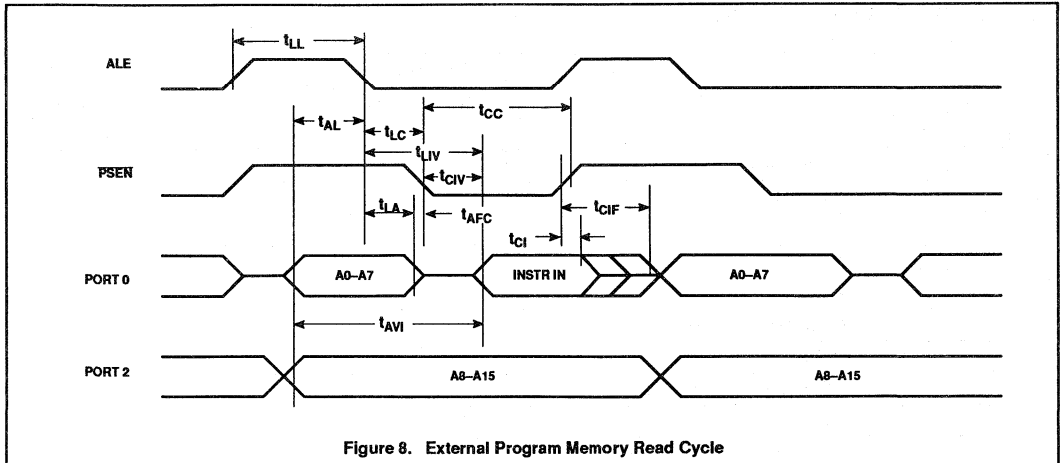 ALE
tLL
tCC
tAL
tLC
tLIV
PSEN
tCIV
tLA
tAFC
tCIF
tCI
PORT 0
A0–A7
INSTR IN
A0–A7
tAVI
PORT 2
A8–A15
A8–A15
Figure 8. External Program Memory Read Cycle